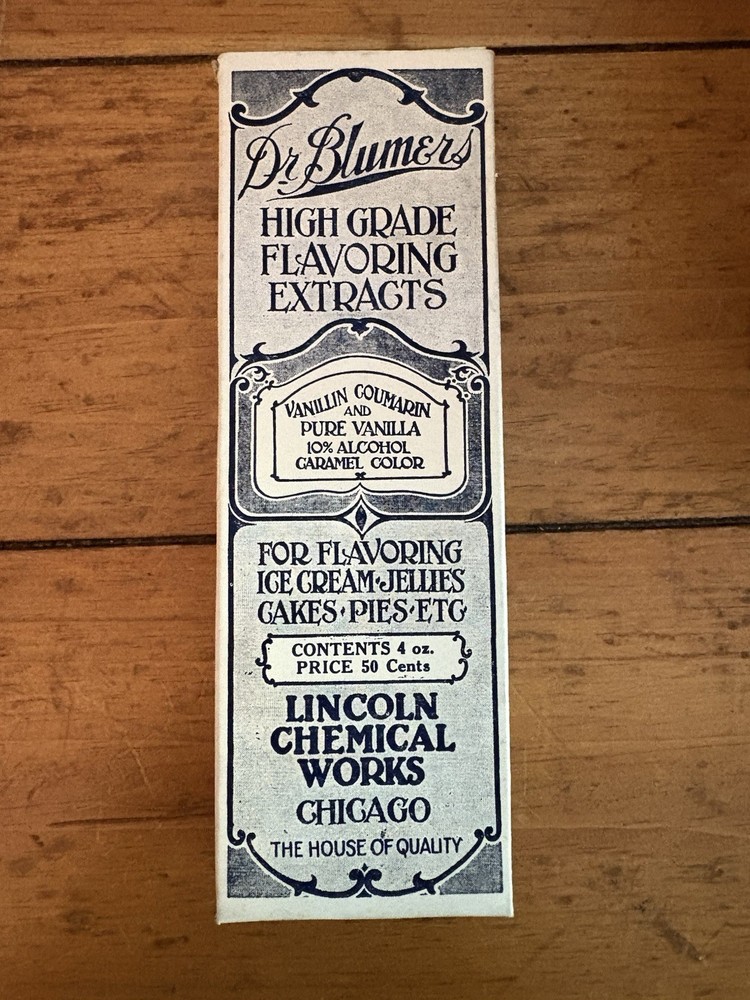 Dr Blumers
HIGH GRADE
FLAVORING
EXTRACTS
VANILLIN COUMARIN
AND
PURE VANILLA
10% ALCOHOL
CARAMEL COLOR
FOR FLAVORING
ICE CREAM·JELLIES
CAKES·PIES·ETC
CONTENTS 4 oz.
PRICE 50 Cents
LINCOLN
CHEMICAL
WORKS
CHICAGO
THE HOUSE OF QUALITY